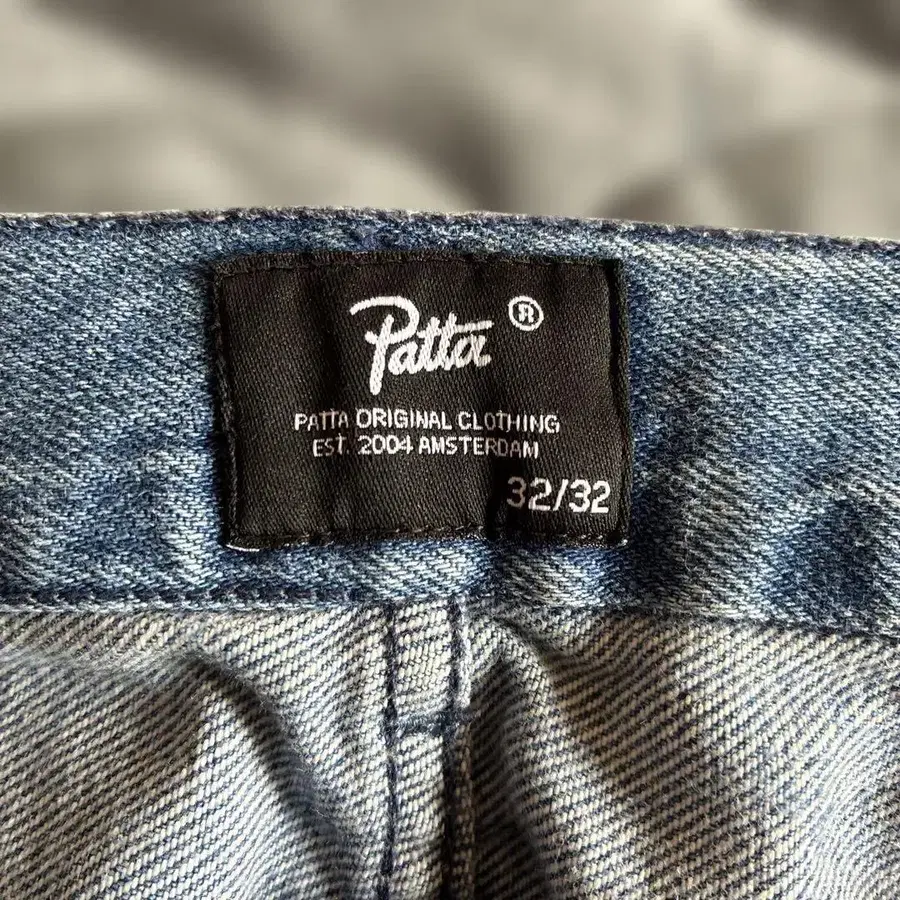 Patta ®
PATTA ORIGINAL CLOTHING
EST. 2004 AMSTERDAM
32/32